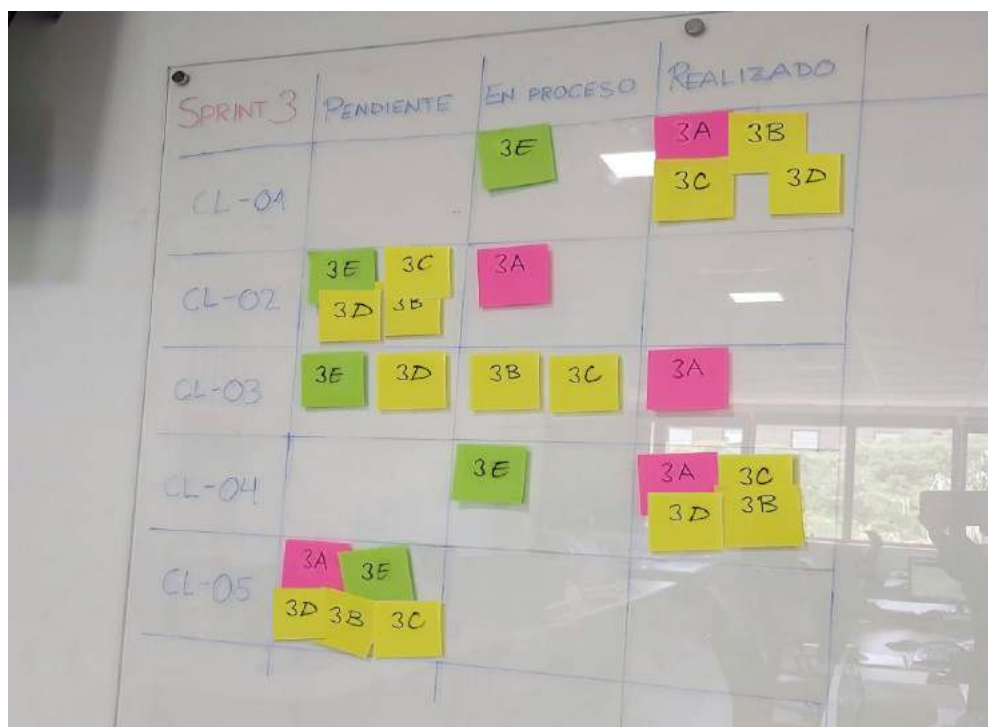 SPRINT 3 PENDIENTE EN PROCESO REALIZADO
CL-01 3E 3A 3B
3C 3D
CL-02 3E 3C 3A
3D 3B
CL-03 3E 3D 3B 3C 3A
CL-04 3E 3A 3C
3D 3B
CL-05 3A 3E
3D 3B 3C